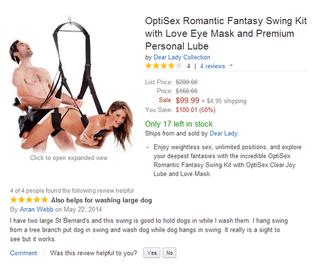 OptiSex Romantic Fantasy Swing Kit
with Love Eye Mask and Premium
Personal Lube
by Dear Lady Collection
4 | 4 reviews
List Price: $200.00
Price: $150.00
Sale: $99.99 + $4.95 shipping
You Save: $100.01 (50%)
Only 17 left in stock.
Ships from and sold by Dear Lady.
Enjoy weightless sex, unlimited positions, and explore
your deepest fantasies with the incredible OptiSex
Romantic Fantasy Swing Kit with OptiSex Clear Joy
Lube and Love Mask.
Click to open expanded view
4 of 4 people found the following review helpful
Also helps for washing large dog
By Arran Webb on May 22, 2014
I have two large St Bernard's and this swing is good to hold dogs in while I wash them. I hang swing
from a tree branch put dog in swing and wash dog while dog hangs in swing. It really is a sight to
see but it works.
Comment | Was this review helpful to you? Yes No